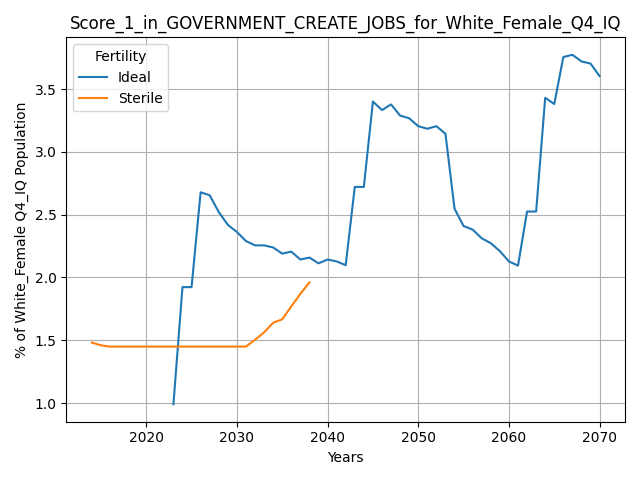 Score_1_in_GOVERNMENT_CREATE_JOBS_for_White_Female_Q4_IQ
Fertility
Ideal
Sterile
% of White_Female Q4_IQ Population
3.5
3.0
2.5
2.0
1.5
1.0
2020 2030 2040 2050 2060 2070
Years